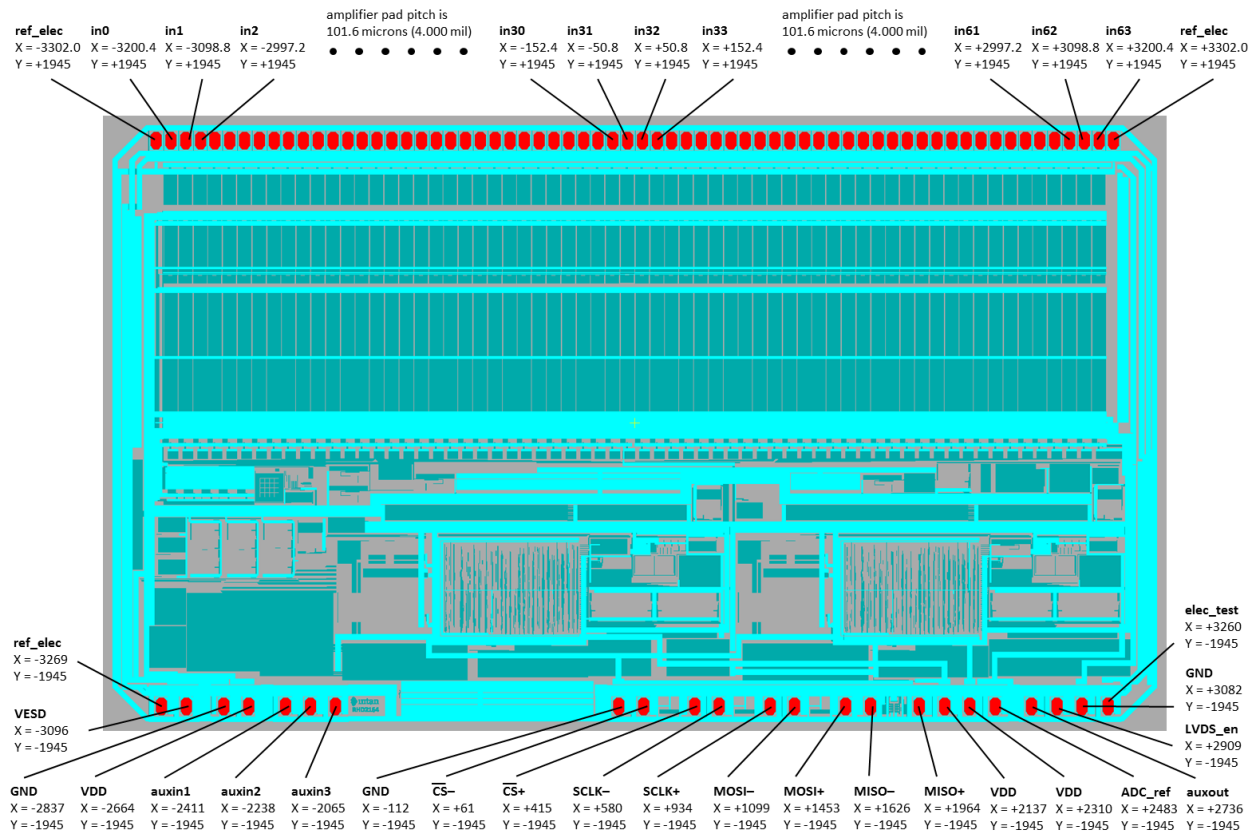 amplifier pad pitch is
101.6 microns (4.000 mil)
amplifier pad pitch is
101.6 microns (4.000 mil)
ref_elec
X = -3302.0
Y = +1945
in0
X = -3200.4
Y = +1945
in1
X = -3098.8
Y = +1945
in2
X = -2997.2
Y = +1945
in30
X = -152.4
Y = +1945
in31
X = -50.8
Y = +1945
in32
X = +50.8
Y = +1945
in33
X = +152.4
Y = +1945
in61
X = +2997.2
Y = +1945
in62
X = +3098.8
Y = +1945
in63
X = +3200.4
Y = +1945
ref_elec
X = +3302.0
Y = +1945
elec_test
X = +3260
Y = -1945
ref_elec
X = -3269
Y = -1945
GND
X = +3082
Y = -1945
VESD
X = -3096
Y = -1945
LVDS_en
X = +2909
Y = -1945
intan
GND
X = -2837
Y = -1945
VDD
X = -2664
Y = -1945
auxin1
X = -2411
Y = -1945
auxin2
X = -2238
Y = -1945
auxin3
X = -2065
Y = -1945
GND
X = -112
Y = -1945
C̅S̅−
X = +61
Y = -1945
C̅S̅+
X = +415
Y = -1945
SCLK−
X = +580
Y = -1945
SCLK+
X = +934
Y = -1945
MOSI−
X = +1099
Y = -1945
MOSI+
X = +1453
Y = -1945
MISO−
X = +1626
Y = -1945
MISO+
X = +1964
Y = -1945
VDD
X = +2137
Y = -1945
VDD
X = +2310
Y = -1945
ADC_ref
X = +2483
Y = -1945
auxout
X = +2736
Y = -1945